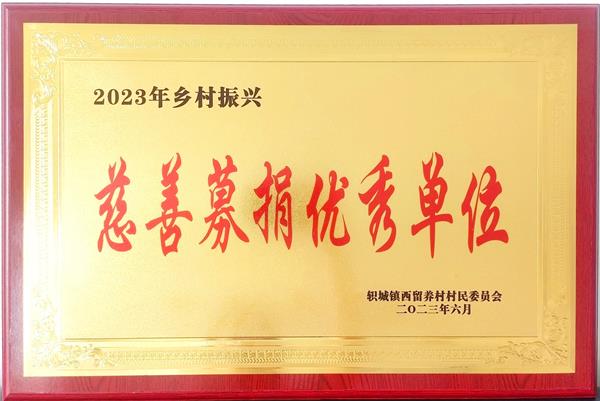 2023年乡村振兴
慈善募捐优秀单位
轵城镇西留养村村民委员会
二〇二三年六月